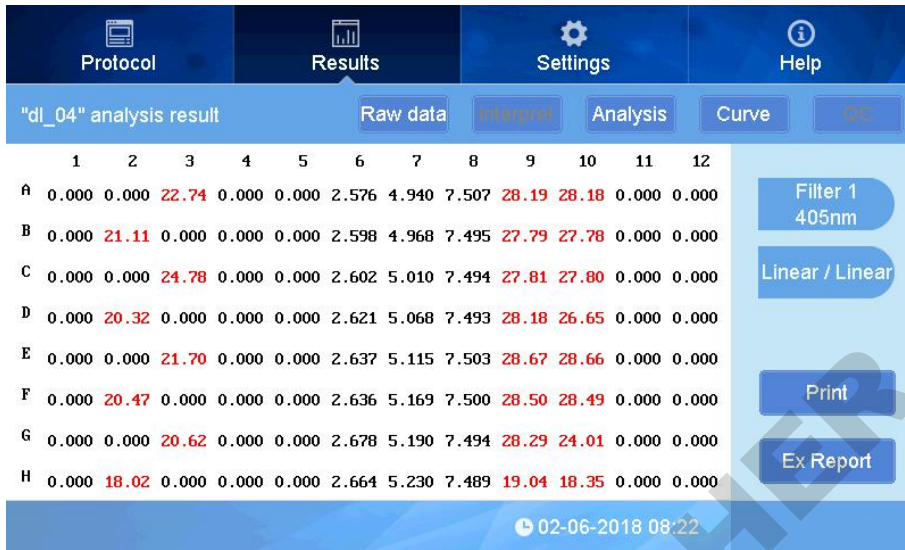 Protocol Results Settings Help
"dl_04" analysis result Raw data Interpret Analysis Curve QC
1 2 3 4 5 6 7 8 9 10 11 12
A 0.000 0.000 22.74 0.000 0.000 2.576 4.940 7.507 28.19 28.18 0.000 0.000
B 0.000 21.11 0.000 0.000 0.000 2.598 4.968 7.495 27.79 27.78 0.000 0.000
C 0.000 0.000 24.78 0.000 0.000 2.602 5.010 7.494 27.81 27.80 0.000 0.000
D 0.000 20.32 0.000 0.000 0.000 2.621 5.068 7.493 28.18 26.65 0.000 0.000
E 0.000 0.000 21.70 0.000 0.000 2.637 5.115 7.503 28.67 28.66 0.000 0.000
F 0.000 20.47 0.000 0.000 0.000 2.636 5.169 7.500 28.50 28.49 0.000 0.000
G 0.000 0.000 20.62 0.000 0.000 2.678 5.190 7.494 28.29 24.01 0.000 0.000
H 0.000 18.02 0.000 0.000 0.000 2.664 5.230 7.489 19.04 18.35 0.000 0.000
Filter 1
405nm
Linear / Linear
Print
Ex Report
02-06-2018 08:22
HER